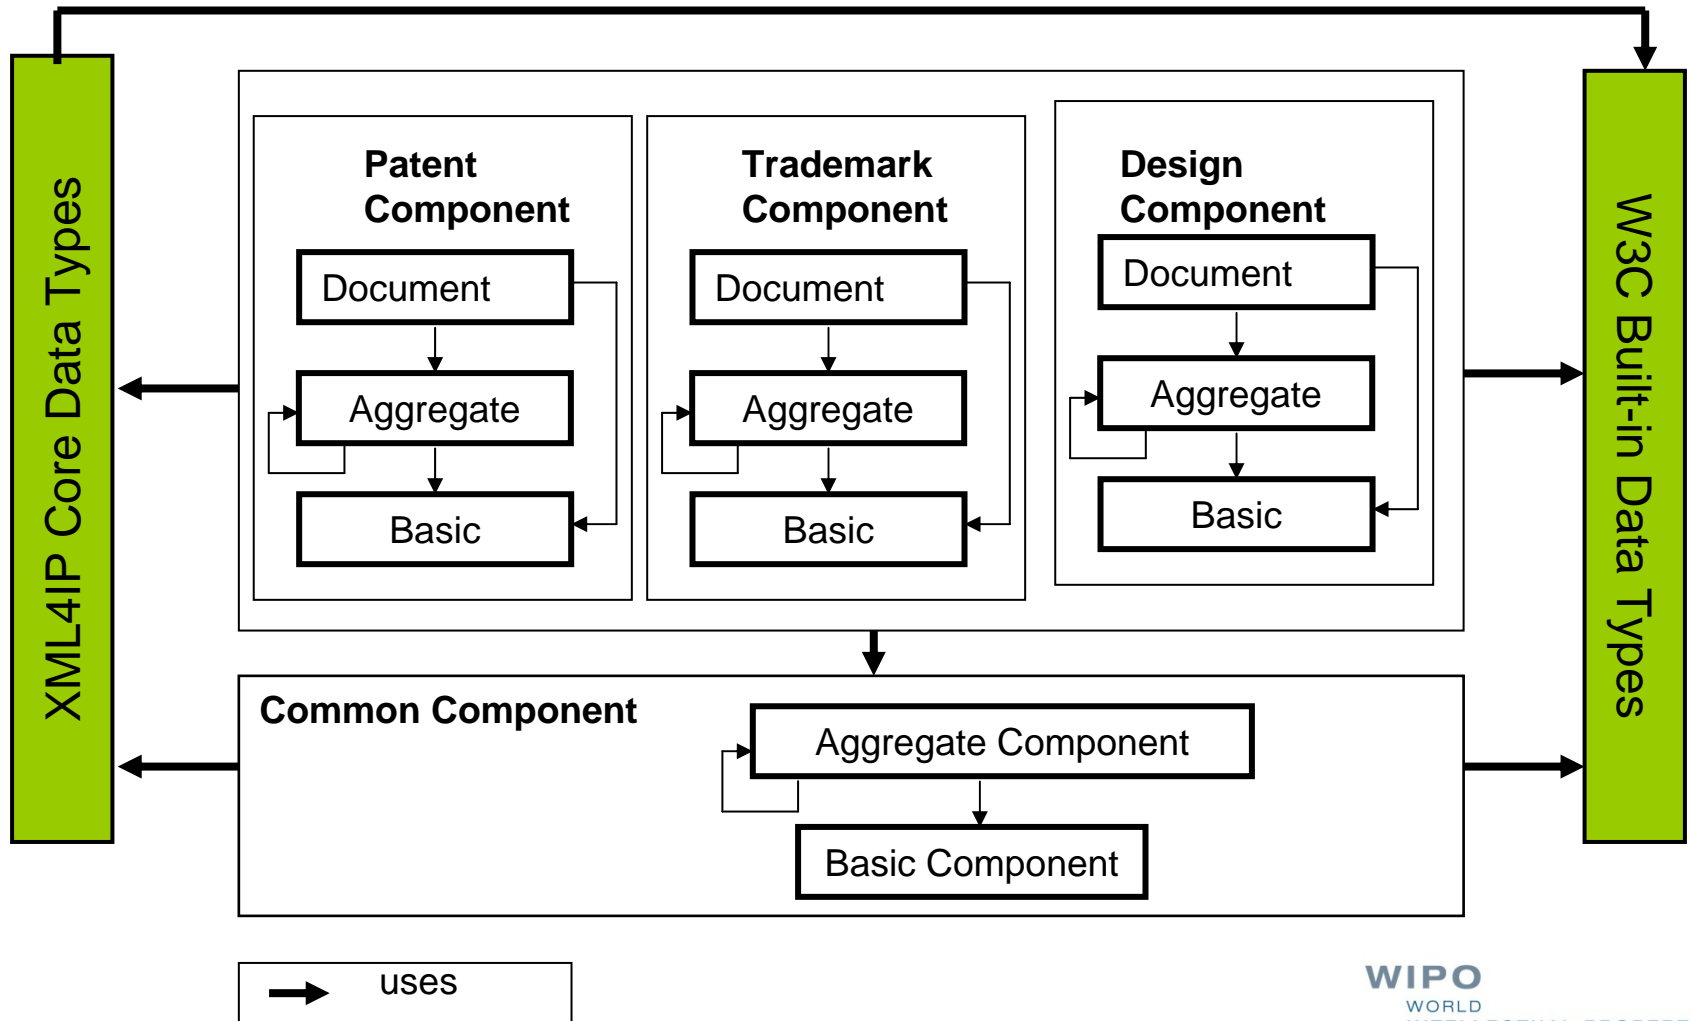 XML4IP Core Data Types
Patent
Component
Document
Aggregate
Basic
Trademark
Component
Document
Aggregate
Basic
Design
Component
Document
Aggregate
Basic
W3C Built-in Data Types
Common Component
Aggregate Component
Basic Component
uses
WIPO
WORLD